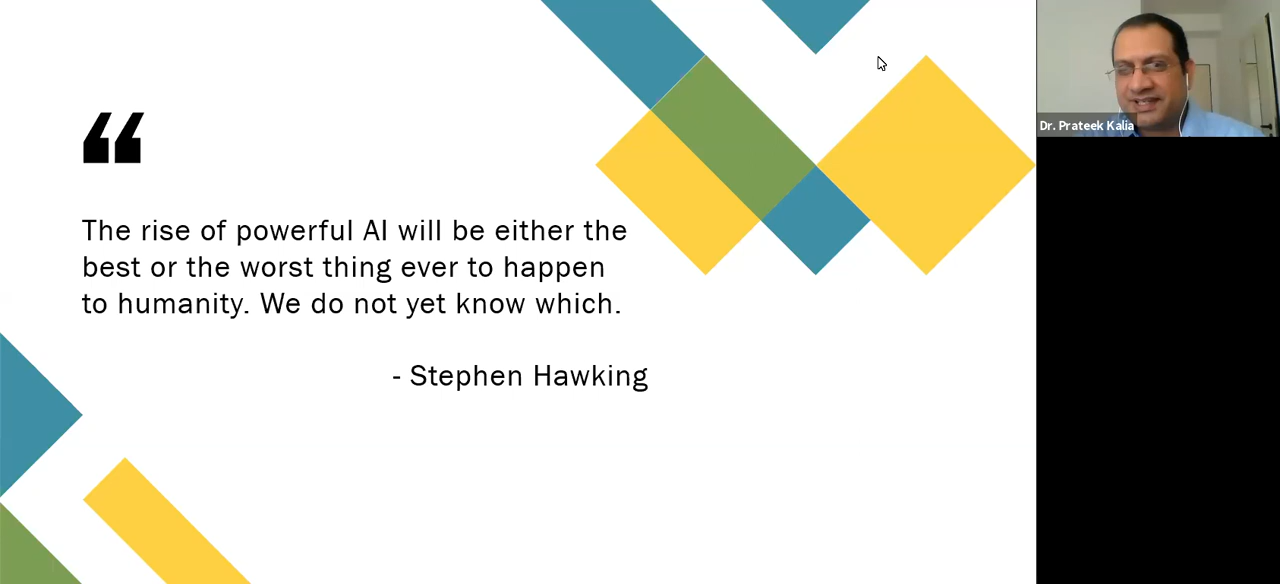 “
The rise of powerful AI will be either the
best or the worst thing ever to happen
to humanity. We do not yet know which.
- Stephen Hawking
Dr. Prateek Kalia